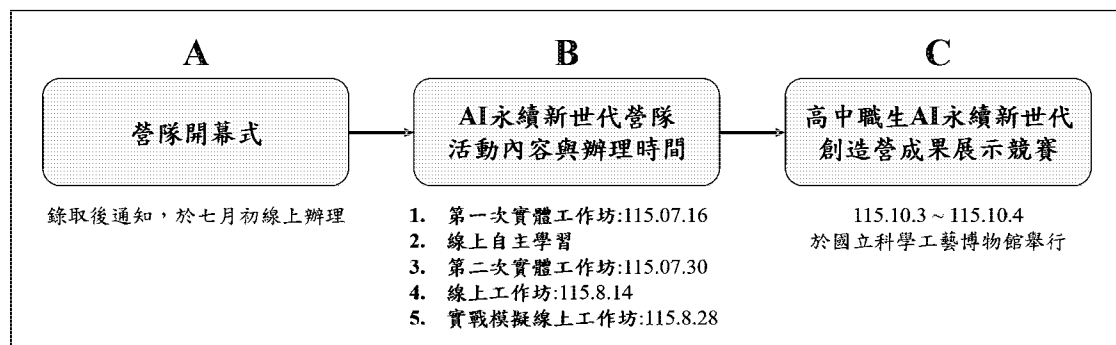 A
營隊開幕式
錄取後通知，於七月初線上辦理
B
AI永續新世代營隊
活動內容與辦理時間
1. 第一次實體工作坊:115.07.16
2. 線上自主學習
3. 第二次實體工作坊:115.07.30
4. 線上工作坊:115.8.14
5. 實戰模擬線上工作坊:115.8.28
C
高中職生AI永續新世代
創造營成果展示競賽
115.10.3 ~ 115.10.4
於國立科學工藝博物館舉行